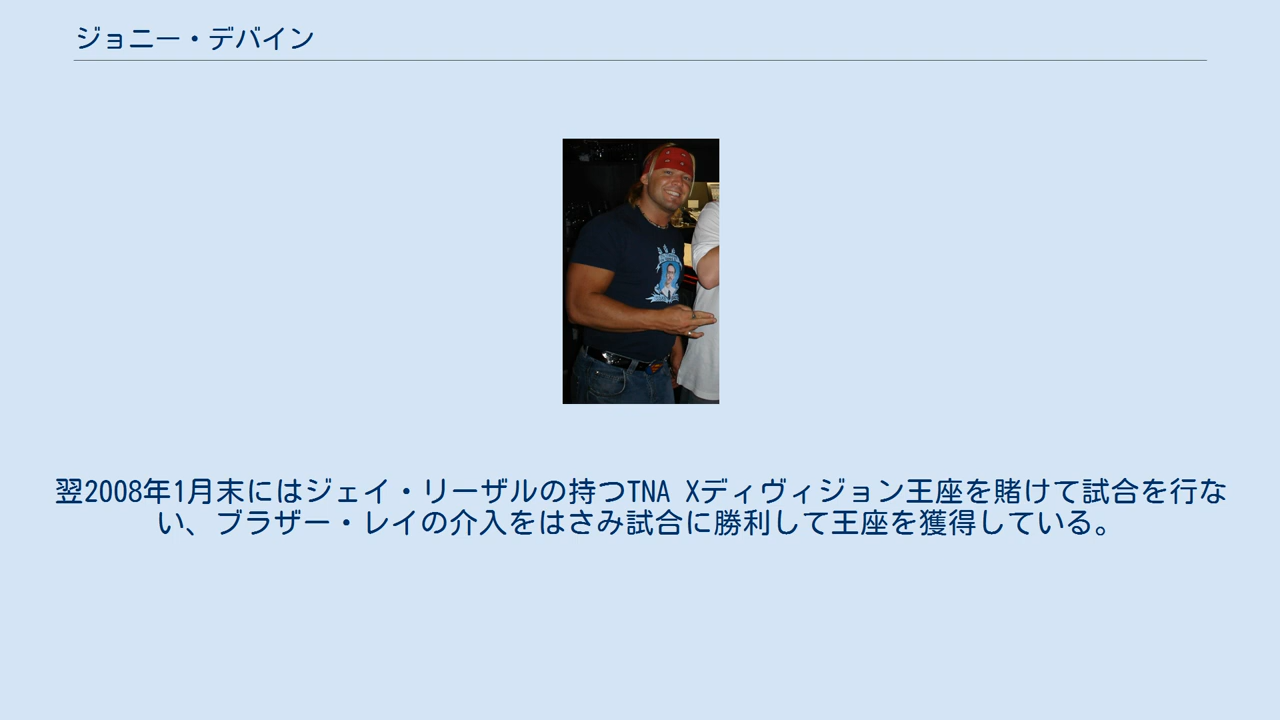 ジョニー・デバイン
翌2008年1月末にはジェイ・リーザルの持つTNA Xディヴィジョン王座を賭けて試合を行な
い、ブラザー・レイの介入をはさみ試合に勝利して王座を獲得している。